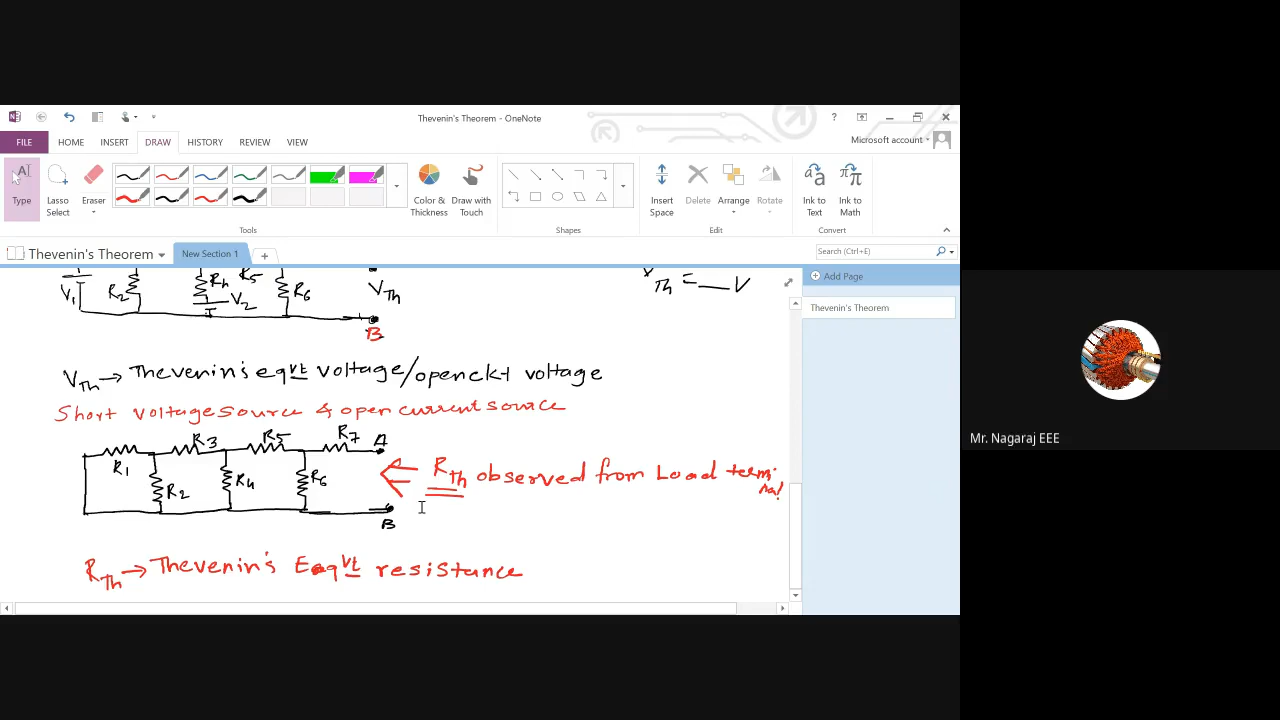 Thevenin's Theorem - OneNote
FILE HOME INSERT DRAW HISTORY REVIEW VIEW
Microsoft account
Type Lasso Select Eraser
Color & Thickness Draw with Touch
Insert Space Delete Arrange Rotate
Ink to Text Ink to Math
Tools Shapes Edit Convert
Thevenin's Theorem New Section 1
Search (Ctrl+E)
Add Page
Thevenin's Theorem
V1 R2 R4 V2 R5 R6 VTh
B
VTh = __ V
VTh → Thevenin's eqvt voltage/openckt voltage
Short voltage source & open current source
R1 R3 R5 R7 A
R2 R4 R6
B
RTh observed from Load terminal
RTh → Thevenin's Eeqvt resistance
Mr. Nagaraj EEE